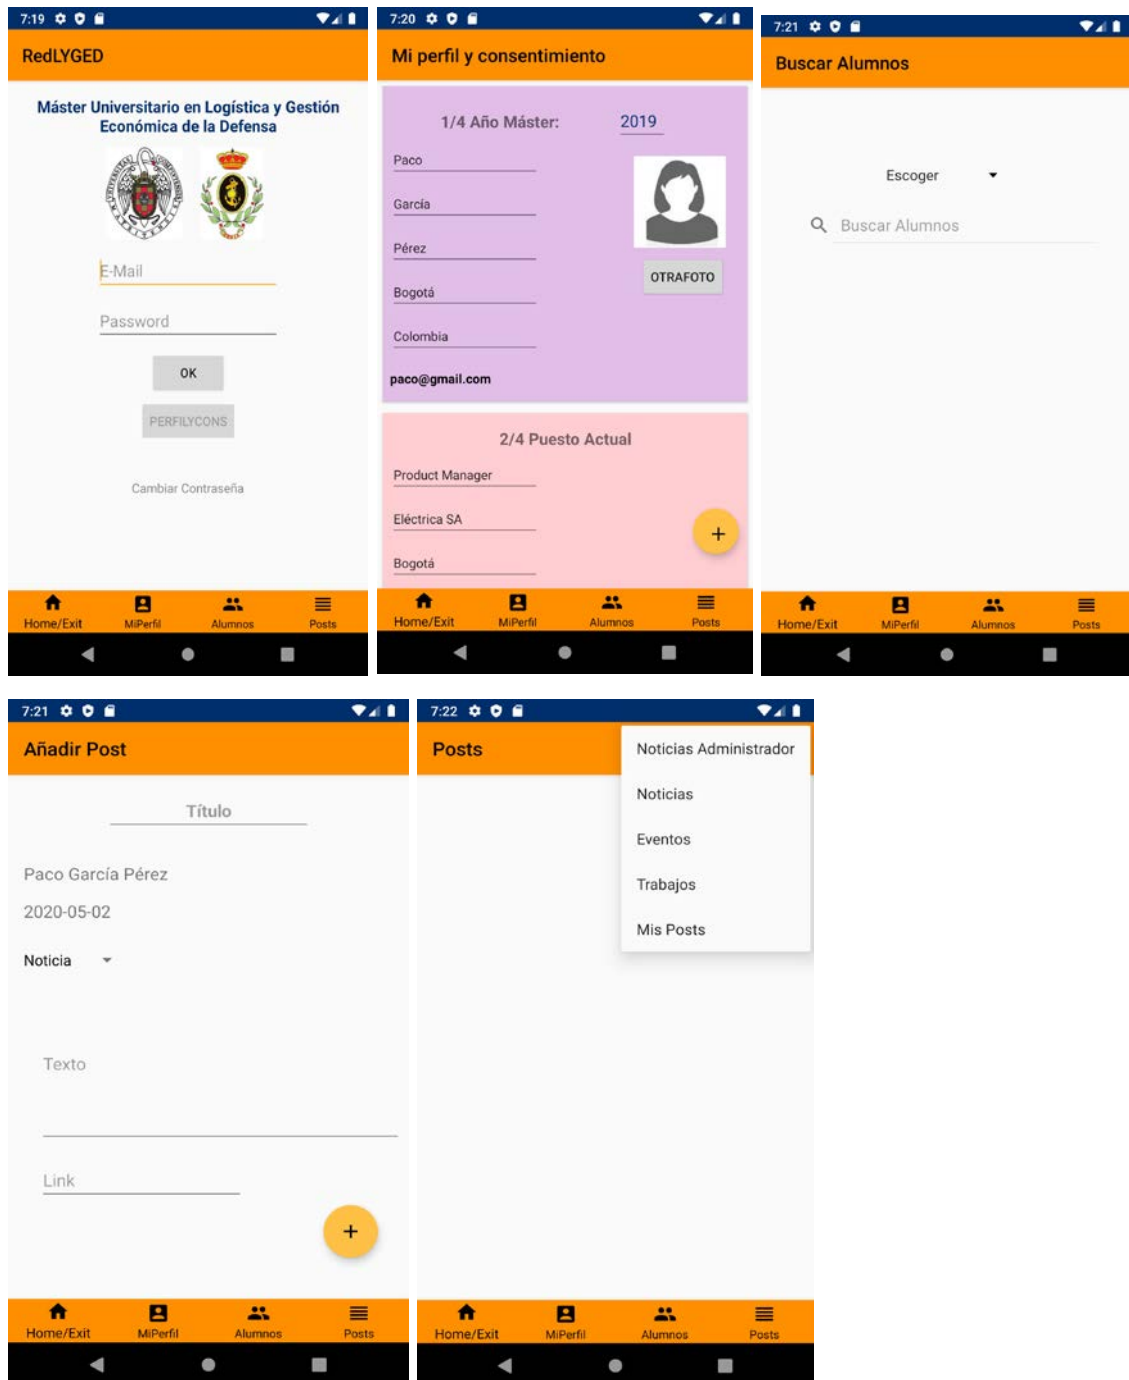 7:19
RedLYGED
Máster Universitario en Logística y Gestión
Económica de la Defensa
E-Mail
Password
OK
PERFILYCONS
Cambiar Contraseña
Home/Exit MiPerfil Alumnos Posts
7:20
Mi perfil y consentimiento
1/4 Año Máster: 2019
Paco
García
Pérez
OTRAFOTO
Bogotá
Colombia
paco@gmail.com
2/4 Puesto Actual
Product Manager
Eléctrica SA
+
Bogotá
Home/Exit MiPerfil Alumnos Posts
7:21
Buscar Alumnos
Escoger
Buscar Alumnos
Home/Exit MiPerfil Alumnos Posts
7:21
Añadir Post
Título
Paco García Pérez
2020-05-02
Noticia
Texto
Link
+
Home/Exit MiPerfil Alumnos Posts
7:22
Posts
Noticias Administrador
Noticias
Eventos
Trabajos
Mis Posts
Home/Exit MiPerfil Alumnos Posts